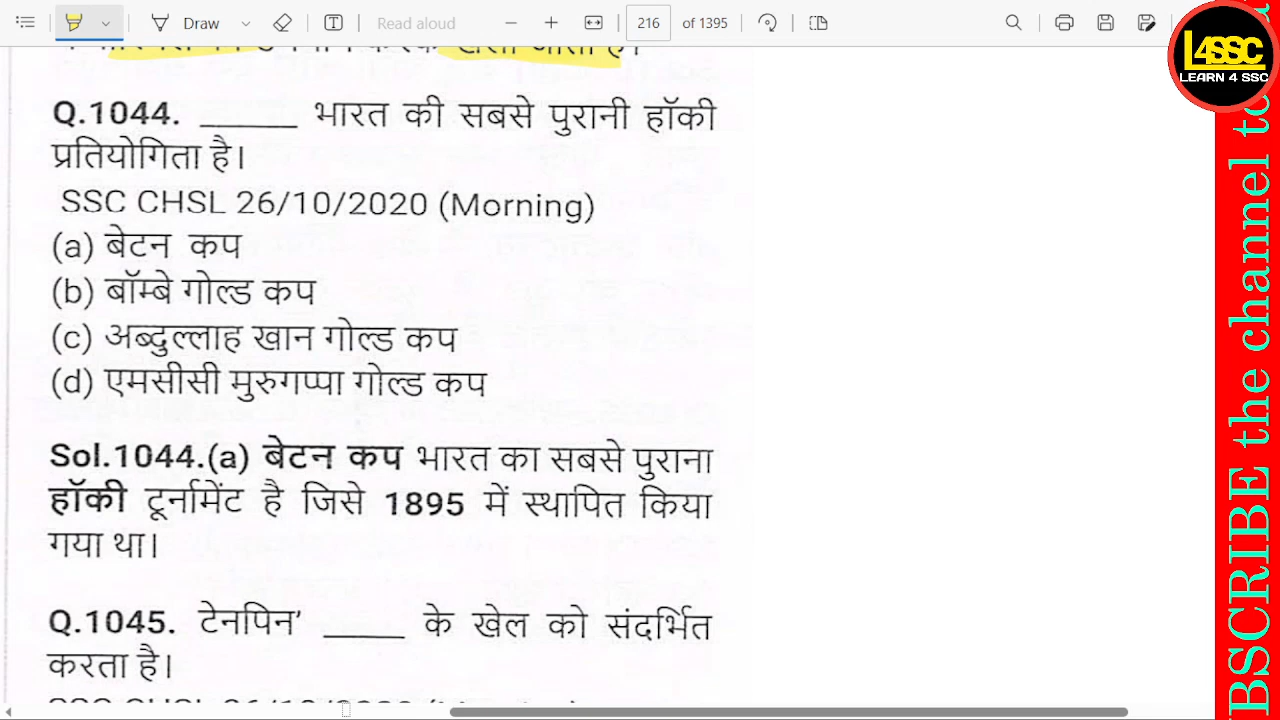 Draw
Read aloud
216 of 1395
L4SSC
LEARN 4 SSC
Q.1044. ______ भारत की सबसे पुरानी हॉकी
प्रतियोगिता है।
SSC CHSL 26/10/2020 (Morning)
(a) बेटन कप
(b) बॉम्बे गोल्ड कप
(c) अब्दुल्लाह खान गोल्ड कप
(d) एमसीसी मुरुगप्पा गोल्ड कप
Sol.1044.(a) बेटन कप भारत का सबसे पुराना
हॉकी टूर्नामेंट है जिसे 1895 में स्थापित किया
गया था।
Q.1045. टेनपिन’ _____ के खेल को संदर्भित
करता है।
BSCRIBE the channel to